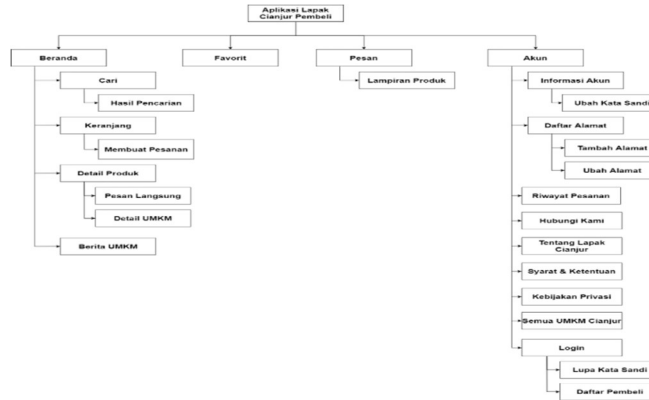 Aplikasi Lapak
Cianjur Pembeli
Beranda
Favorit
Pesan
Akun
Cari
Hasil Pencarian
Keranjang
Membuat Pesanan
Detail Produk
Pesan Langsung
Detail UMKM
Berita UMKM
Lampiran Produk
Informasi Akun
Ubah Kata Sandi
Daftar Alamat
Tambah Alamat
Ubah Alamat
Riwayat Pesanan
Hubungi Kami
Tentang Lapak
Cianjur
Syarat & Ketentuan
Kebijakan Privasi
Semua UMKM Cianjur
Login
Lupa Kata Sandi
Daftar Pembeli